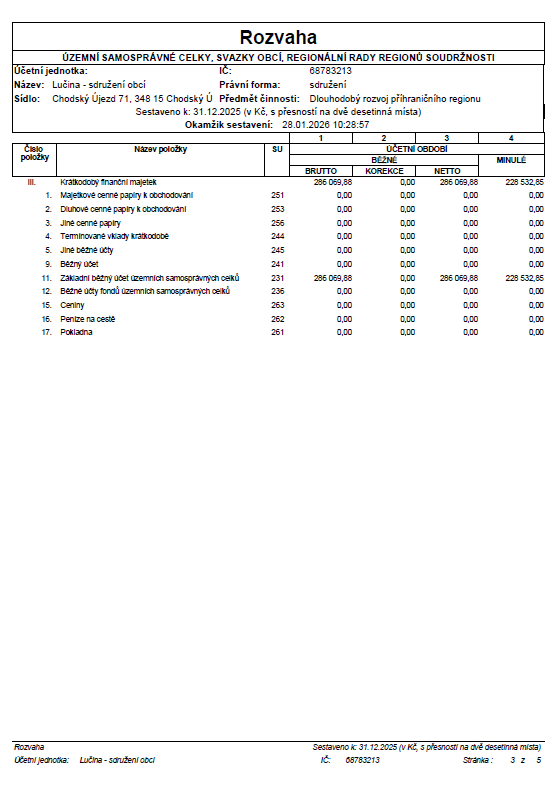 Rozvaha
ÚZEMNÍ SAMOSPRÁVNÉ CELKY, SVAZKY OBCÍ, REGIONÁLNÍ RADY REGIONŮ SOUDRŽNOSTI
Účetní jednotka: IČ: 68783213
Název: Lučina - sdružení obcí Právní forma: sdružení
Sídlo: Chodský Újezd 71, 348 15 Chodský Ú Předmět činnosti: Dlouhodobý rozvoj příhraničního regionu
Sestaveno k: 31.12.2025 (v Kč, s přesností na dvě desetinná místa)
Okamžik sestavení: 28.01.2026 10:28:57
1 2 3 4
Číslo položky Název položky SU ÚČETNÍ OBDOBÍ
BĚŽNÉ MINULÉ
BRUTTO KOREKCE NETTO
III. Krátkodobý finanční majetek 286 069,88 0,00 286 069,88 228 532,85
1. Majetkové cenné papíry k obchodování 251 0,00 0,00 0,00 0,00
2. Dluhové cenné papíry k obchodování 253 0,00 0,00 0,00 0,00
3. Jiné cenné papíry 256 0,00 0,00 0,00 0,00
4. Termínované vklady krátkodobé 244 0,00 0,00 0,00 0,00
5. Jiné běžné účty 245 0,00 0,00 0,00 0,00
9. Běžný účet 241 0,00 0,00 0,00 0,00
11. Základní běžný účet územních samosprávných celků 231 286 069,88 0,00 286 069,88 228 532,85
12. Běžné účty fondů územních samosprávných celků 236 0,00 0,00 0,00 0,00
15. Ceniny 263 0,00 0,00 0,00 0,00
16. Peníze na cestě 262 0,00 0,00 0,00 0,00
17. Pokladna 261 0,00 0,00 0,00 0,00
Rozvaha Sestaveno k: 31.12.2025 (v Kč, s přesností na dvě desetinná místa)
Účetní jednotka: Lučina - sdružení obcí IČ: 68783213 Stránka : 3 z 5